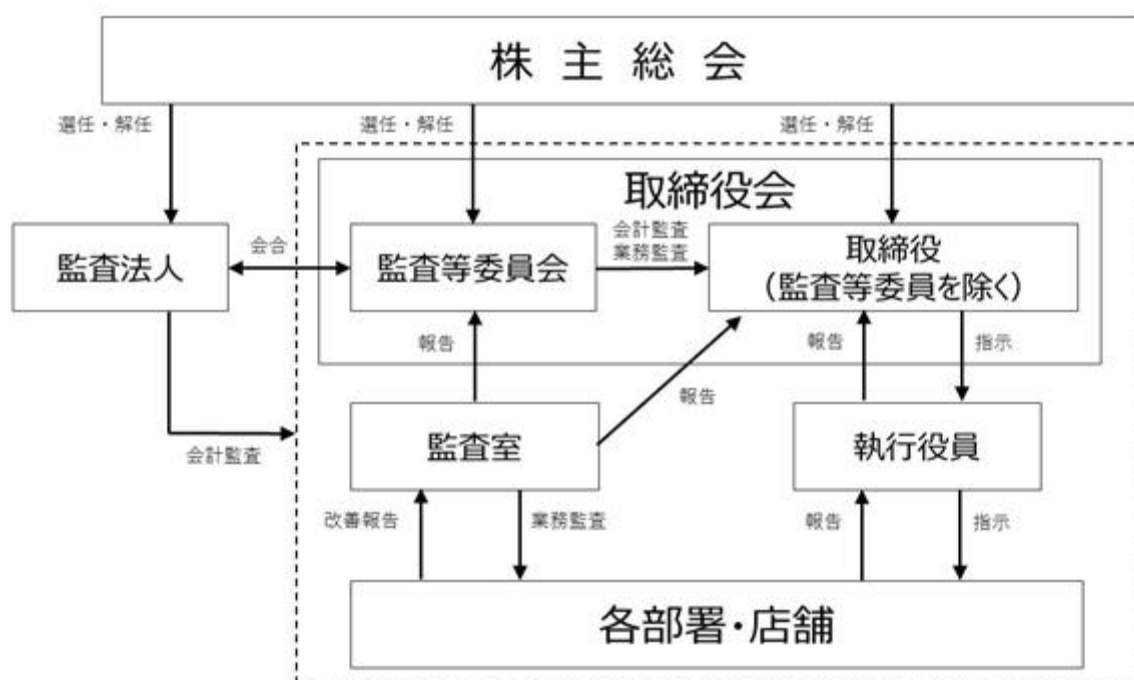 株主総会
選任・解任
選任・解任
選任・解任
取締役会
監査法人
会合
監査等委員会
会計監査
業務監査
取締役
(監査等委員を除く)
報告
報告
報告
指示
会計監査
監査室
執行役員
改善報告
業務監査
報告
指示
各部署・店舗